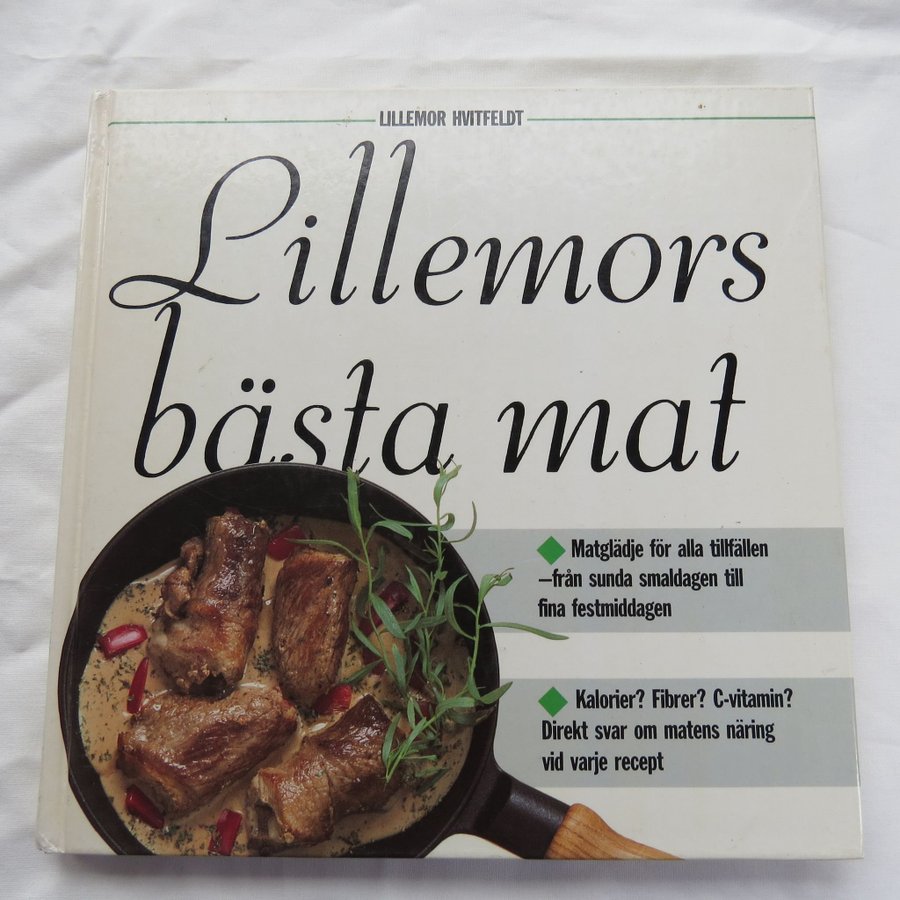 LILLEMOR HVITFELDT
Lillemors
bästa mat
Matglädje för alla tillfällen
–från sunda smaldagen till
fina festmiddagen
Kalorier? Fibrer? C-vitamin?
Direkt svar om matens näring
vid varje recept